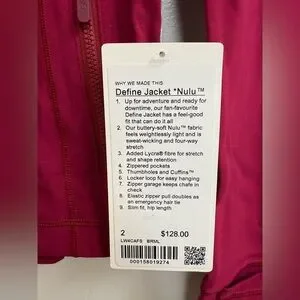 WHY WE MADE THIS
Define Jacket *Nulu™
1. Up for adventure and ready for
downtime, our fan-favourite
Define Jacket has a feel-good
fit that can do it all
2. Our buttery-soft Nulu™ fabric
feels weightlessly light and is
sweat-wicking and four-way
stretch
3. Added Lycra® fibre for stretch
and shape retention
4. Zippered pockets
5. Thumbholes and Cuffins™
6. Locker loop for easy hanging
7. Zipper garage keeps chafe in
check
8. Elastic zipper pull doubles as
an emergency hair tie
9. Slim fit, hip length
2 $128.00
LW4CAFS BRML
000158019274